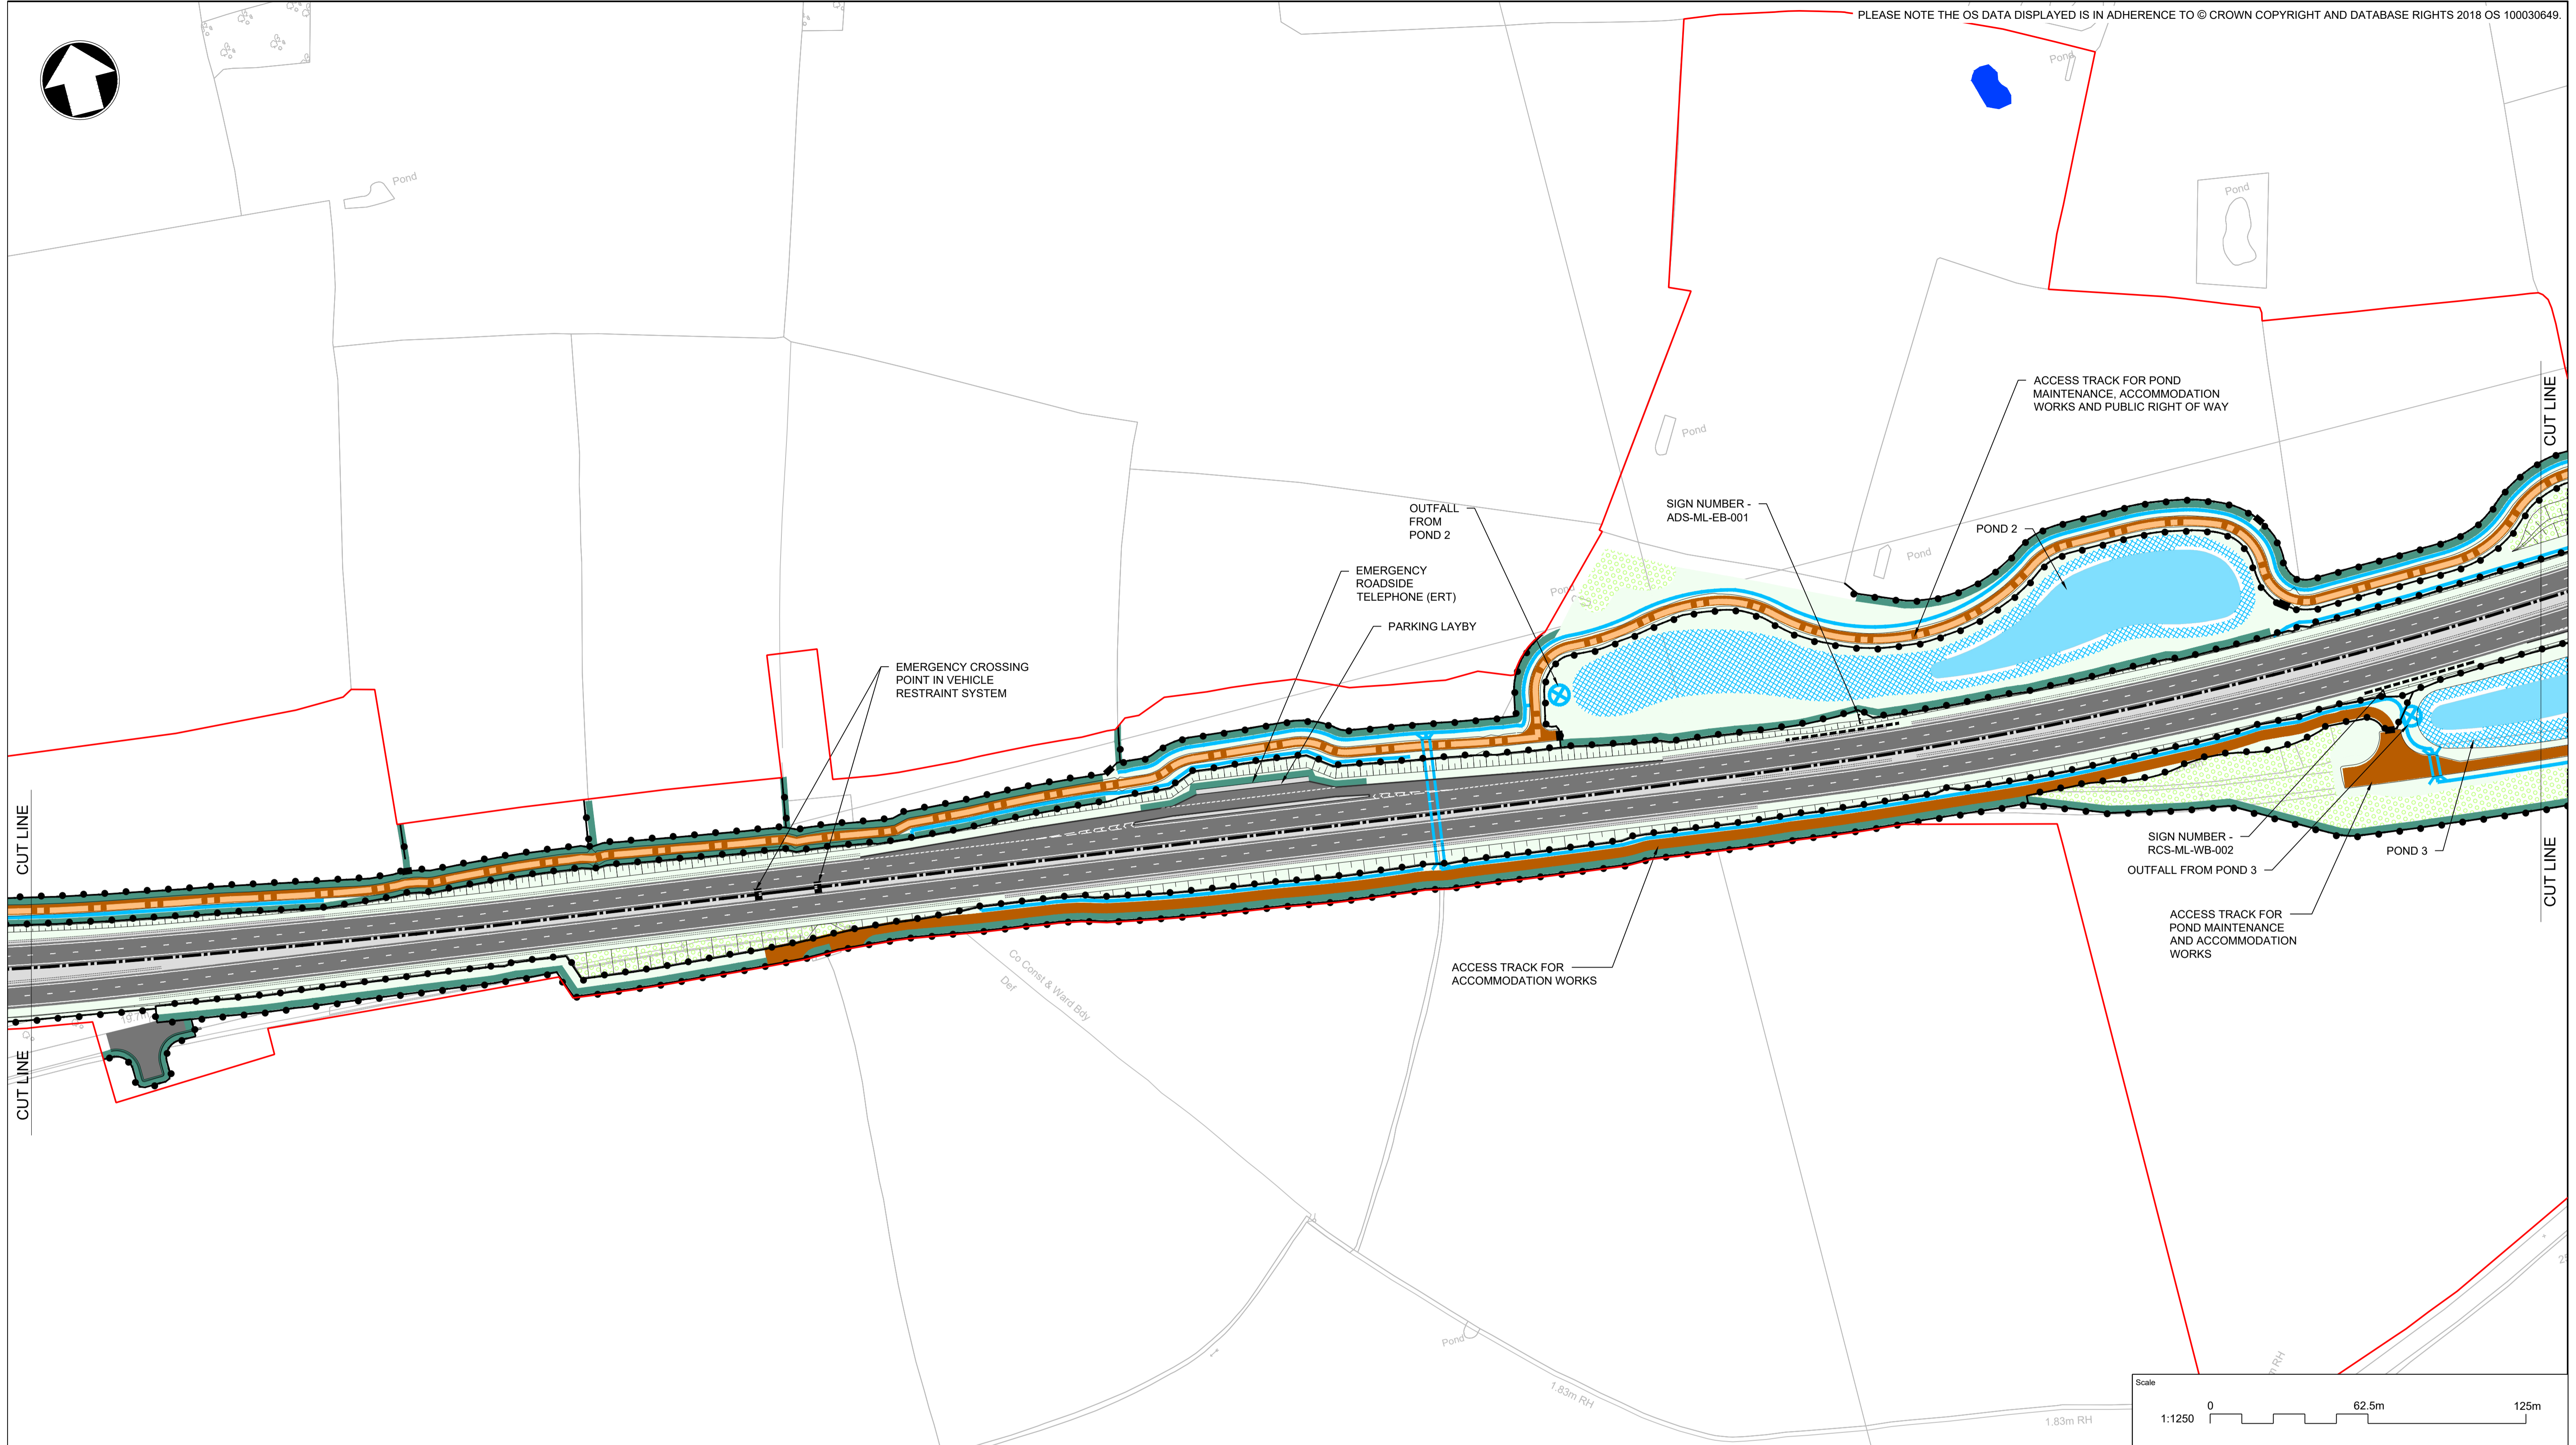 PLEASE NOTE THE OS DATA DISPLAYED IS IN ADHERENCE TO © CROWN COPYRIGHT AND DATABASE RIGHTS 2018 OS 100030649.
Pond
Pond
Pond
ACCESS TRACK FOR POND
MAINTENANCE, ACCOMMODATION
WORKS AND PUBLIC RIGHT OF WAY
CUT LINE
Pond
SIGN NUMBER -
ADS-ML-EB-001
OUTFALL
FROM
POND 2
POND 2
Pond
EMERGENCY
ROADSIDE
TELEPHONE (ERT)
Pond
PARKING LAYBY
EMERGENCY CROSSING
POINT IN VEHICLE
RESTRAINT SYSTEM
CUT LINE
SIGN NUMBER -
RCS-ML-WB-002
POND 3
OUTFALL FROM POND 3
CUT LINE
ACCESS TRACK FOR
POND MAINTENANCE
AND ACCOMMODATION
WORKS
ACCESS TRACK FOR
ACCOMMODATION WORKS
Co Const & Ward Bdy
Def
CUT LINE
Pond
1.83m RH
1.83m RH
Scale
1:1250
0
62.5m
125m